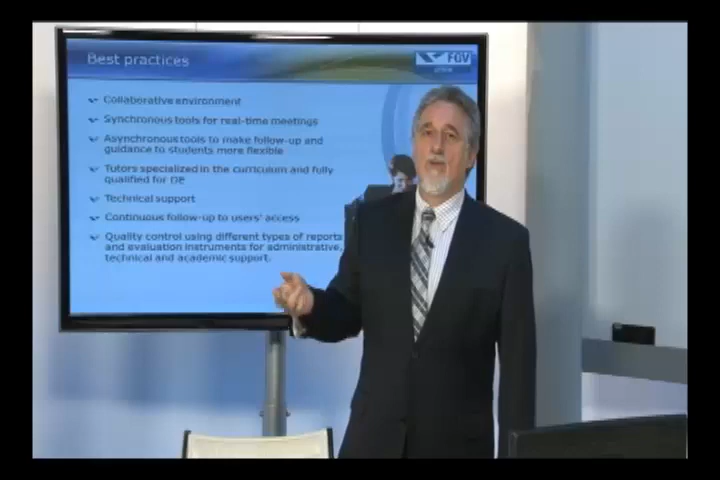 Best practices
FGV
Collaborative environment
Synchronous tools for real-time meetings
Asynchronous tools to make follow-up and
guidance to students more flexible
Tutors specialized in the curriculum and fully
qualified for DE
Technical support
Continuous follow-up to users' access
Quality control using different types of reports
and evaluation instruments for administrative,
technical and academic support.